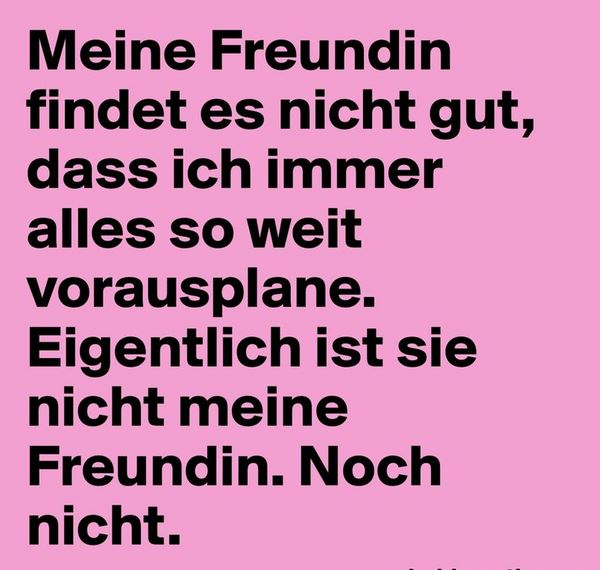 Meine Freundin
findet es nicht gut,
dass ich immer
alles so weit
vorausplane.
Eigentlich ist sie
nicht meine
Freundin. Noch
nicht.